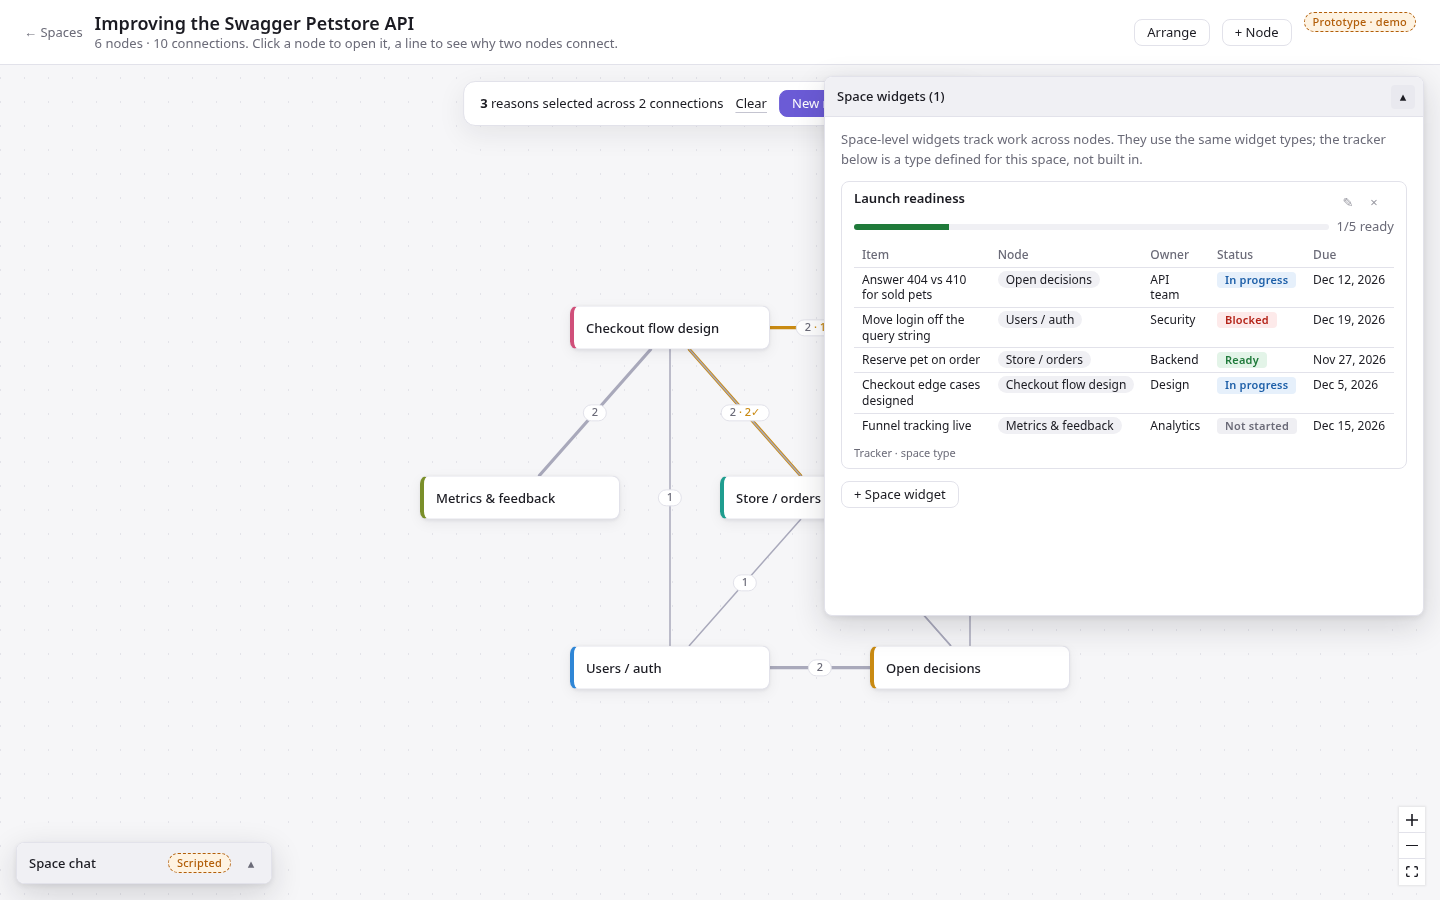 ← Spaces
Improving the Swagger Petstore API
6 nodes · 10 connections. Click a node to open it, a line to see why two nodes connect.
Arrange
+ Node
Prototype · demo
3 reasons selected across 2 connections
Clear
New
Space widgets (1)
Space-level widgets track work across nodes. They use the same widget types; the tracker
below is a type defined for this space, not built in.
Launch readiness
1/5 ready
Item Node Owner Status Due
Answer 404 vs 410
for sold pets
Open decisions
API
team
In progress
Dec 12, 2026
Move login off the
query string
Users / auth
Security
Blocked
Dec 19, 2026
Reserve pet on order
Store / orders
Backend
Ready
Nov 27, 2026
Checkout edge cases
designed
Checkout flow design
Design
In progress
Dec 5, 2026
Funnel tracking live
Metrics & feedback
Analytics
Not started
Dec 15, 2026
Tracker · space type
+ Space widget
Checkout flow design
2 · 1
2
2 · 2✓
Metrics & feedback
1
Store / orders
1
Users / auth
2
Open decisions
Space chat
Scripted